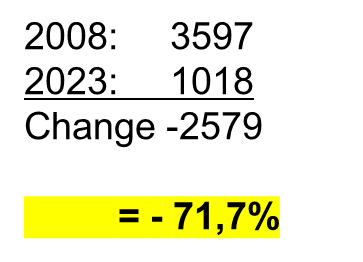 2008: 3597
2023: 1018
Change -2579
= - 71,7%